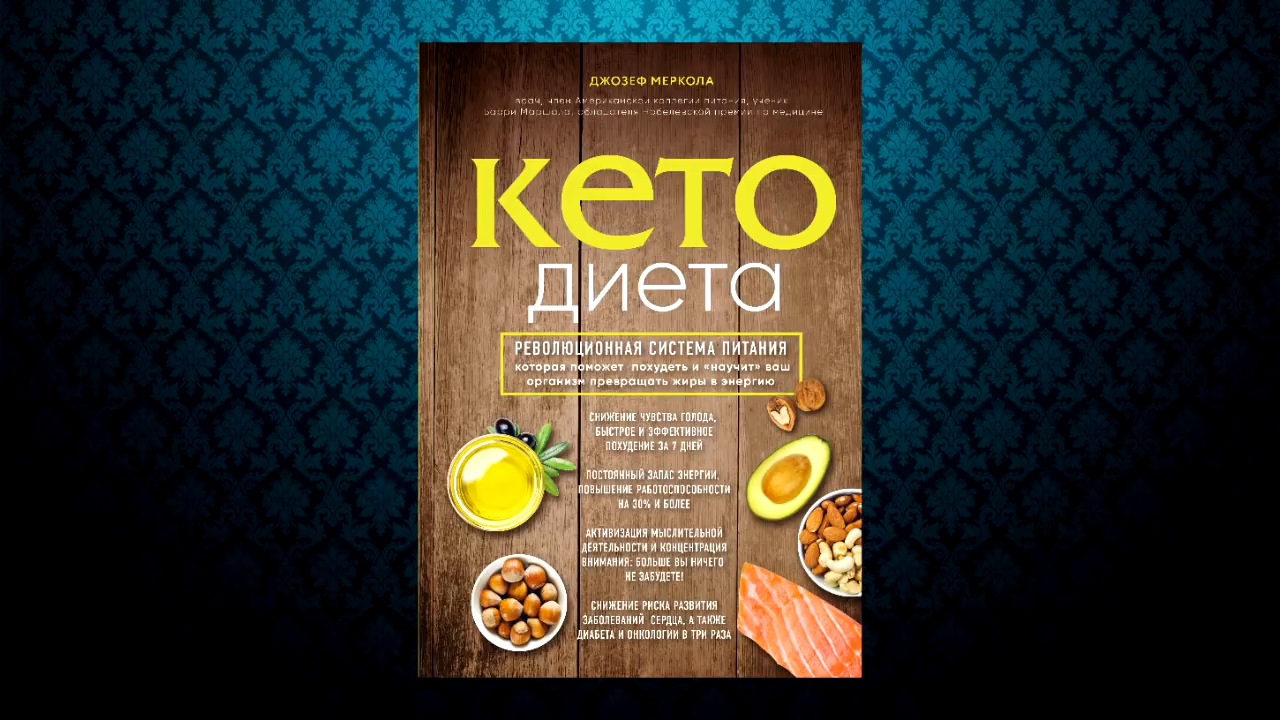 ДЖОЗЕФ МЕРКОЛА
врач, член Американской коллегии питания, ученик
Барри Маршала, обладателя Нобелевской премии по медицине
кето
диета
РЕВОЛЮЦИОННАЯ СИСТЕМА ПИТАНИЯ
которая поможет похудеть и «научит» ваш
организм превращать жиры в энергию
СНИЖЕНИЕ ЧУВСТВА ГОЛОДА,
БЫСТРОЕ И ЭФФЕКТИВНОЕ
ПОХУДЕНИЕ ЗА 7 ДНЕЙ
ПОСТОЯННЫЙ ЗАПАС ЭНЕРГИИ,
ПОВЫШЕНИЕ РАБОТОСПОСОБНОСТИ
НА 30% И БОЛЕЕ
АКТИВИЗАЦИЯ МЫСЛИТЕЛЬНОЙ
ДЕЯТЕЛЬНОСТИ И КОНЦЕНТРАЦИЯ
ВНИМАНИЯ: БОЛЬШЕ ВЫ НИЧЕГО
НЕ ЗАБУДЕТЕ!
СНИЖЕНИЕ РИСКА РАЗВИТИЯ
ЗАБОЛЕВАНИЙ СЕРДЦА, А ТАКЖЕ
ДИАБЕТА И ОНКОЛОГИИ В ТРИ РАЗА